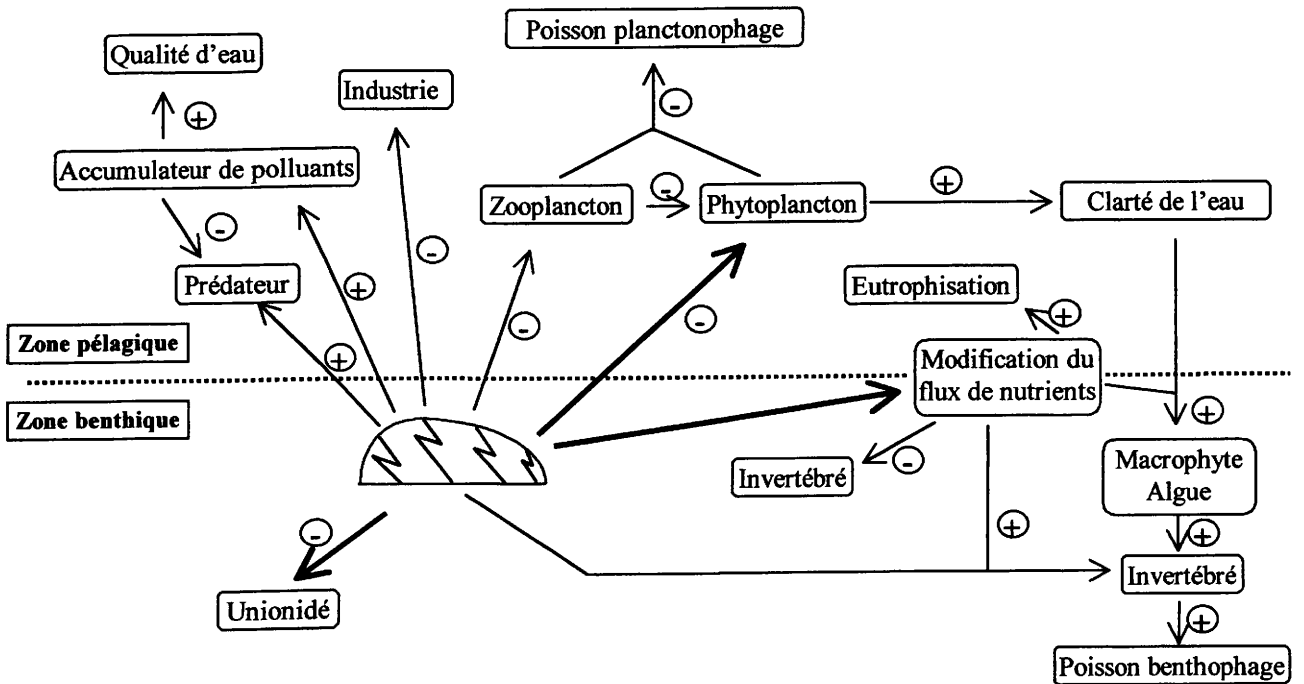 Poisson planctonophage
Qualité d'eau
Industrie
-
+
Accumulateur de polluants
Zooplancton
-
Phytoplancton
+
Clarté de l'eau
-
-
Prédateur
+
Eutrophisation
+
-
-
Zone pélagique
+
Modification du
flux de nutrients
Zone benthique
+
Macrophyte
Algue
-
Invertébré
-
+
+
Invertébré
Unionidé
+
Poisson benthophage